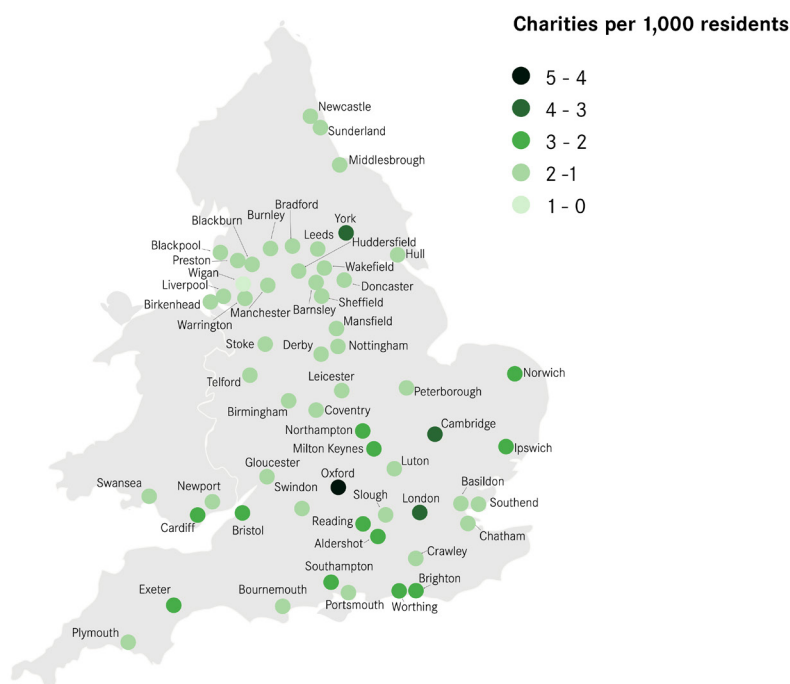 Charities per 1,000 residents
5 - 4
4 - 3
3 - 2
2 -1
1 - 0
Newcastle
Sunderland
Middlesbrough
Bradford
Burnley
Blackburn
York
Leeds
Huddersfield
Blackpool
Hull
Preston
Wakefield
Wigan
Liverpool
Doncaster
Birkenhead
Sheffield
Manchester
Barnsley
Warrington
Mansfield
Stoke
Derby
Nottingham
Telford
Leicester
Norwich
Peterborough
Birmingham
Coventry
Northampton
Cambridge
Milton Keynes
Ipswich
Gloucester
Luton
Swansea
Newport
Swindon
Oxford
Slough
London
Basildon
Southend
Cardiff
Bristol
Reading
Aldershot
Chatham
Crawley
Southampton
Exeter
Bournemouth
Brighton
Portsmouth
Worthing
Plymouth